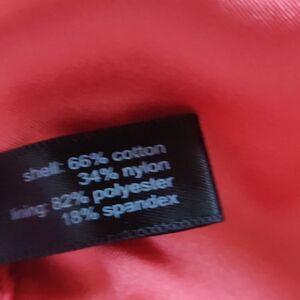 shell: 66% cotton
34% nylon
lining: 82% polyester
18% spandex